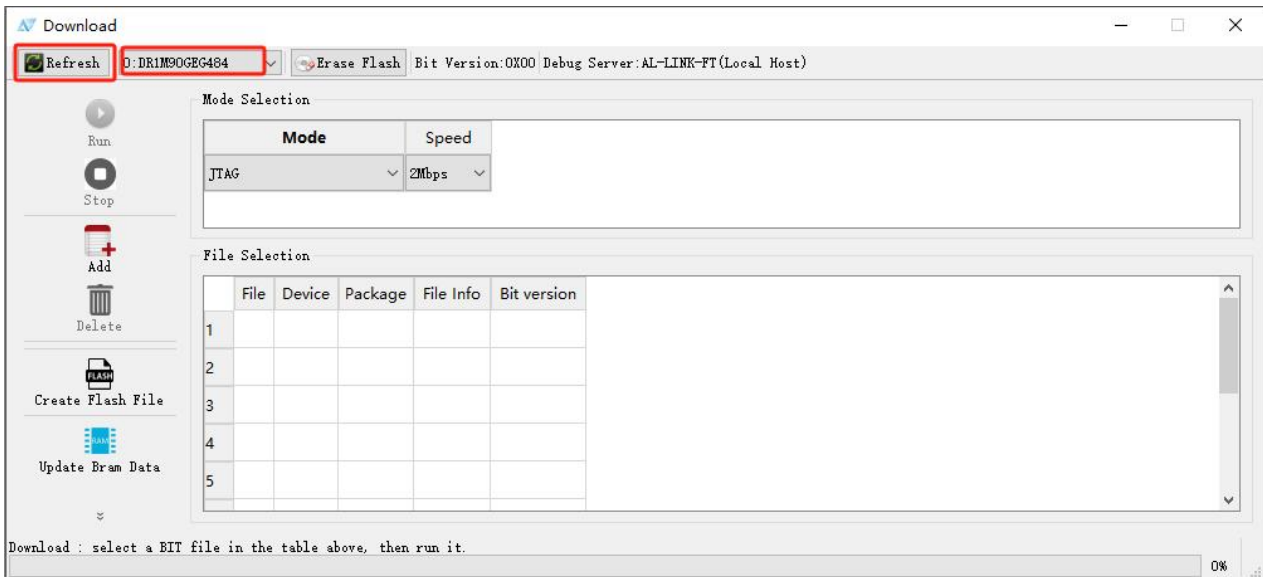 Download
Refresh 0:DR1M90GEG484 Erase Flash Bit Version:0X00 Debug Server:AL-LINK-FT(Local Host)
Run
Stop
Add
Delete
FLASH
Create Flash File
RAM
Update Bram Data
Mode Selection
Mode Speed
JTAG 2Mbps
File Selection
File Device Package File Info Bit version
1
2
3
4
5
Download : select a BIT file in the table above, then run it.
0%